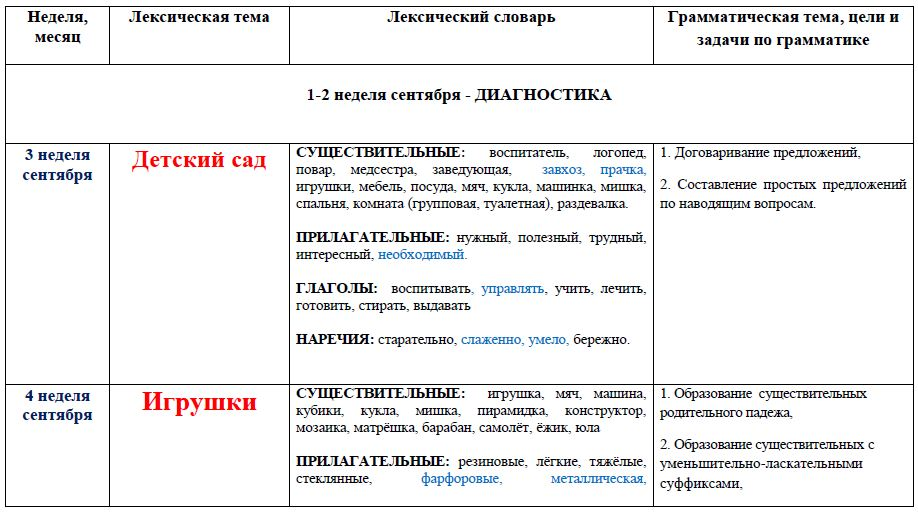 Неделя,
месяц
Лексическая тема
Лексический словарь
Грамматическая тема, цели и
задачи по грамматике
1-2 неделя сентября - ДИАГНОСТИКА
3 неделя
сентября
Детский сад
СУЩЕСТВИТЕЛЬНЫЕ: воспитатель, логопед,
повар, медсестра, заведующая, завхоз, прачка,
игрушки, мебель, посуда, мяч, кукла, машинка, мишка,
спальня, комната (групповая, туалетная), раздевалка.
ПРИЛАГАТЕЛЬНЫЕ: нужный, полезный, трудный,
интересный, необходимый.
ГЛАГОЛЫ: воспитывать, управлять, учить, лечить,
готовить, стирать, выдавать
НАРЕЧИЯ: старательно, слаженно, умело, бережно.
1. Договаривание предложений,
2. Составление простых предложений
по наводящим вопросам.
4 неделя
сентября
Игрушки
СУЩЕСТВИТЕЛЬНЫЕ: игрушка, мяч, машина,
кубики, кукла, мишка, пирамидка, конструктор,
мозаика, матрёшка, барабан, самолёт, ёжик, юла
ПРИЛАГАТЕЛЬНЫЕ: резиновые, лёгкие, тяжёлые,
стеклянные, фарфоровые, металлическая,
1. Образование существительных
родительного падежа,
2. Образование существительных с
уменьшительно-ласкательными
суффиксами,